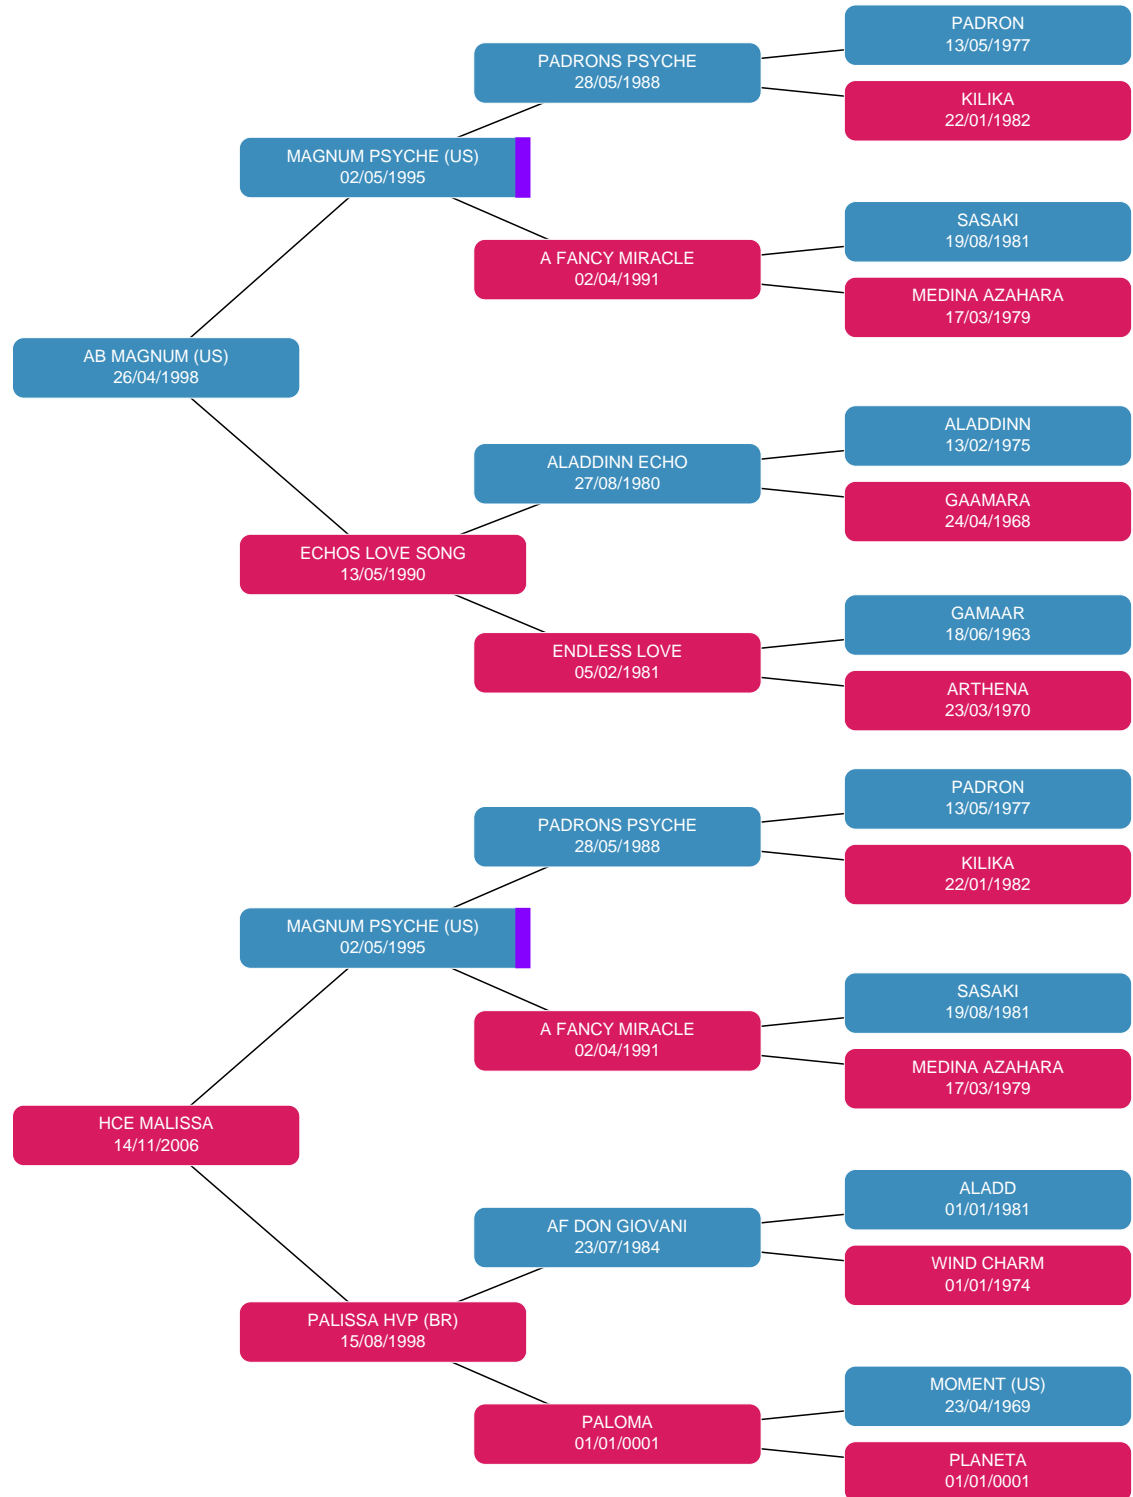 PADRON
13/05/1977
PADRONS PSYCHE
28/05/1988
KILIKA
22/01/1982
MAGNUM PSYCHE (US)
02/05/1995
SASAKI
19/08/1981
A FANCY MIRACLE
02/04/1991
MEDINA AZAHARA
17/03/1979
AB MAGNUM (US)
26/04/1998
ALADDINN
13/02/1975
ALADDINN ECHO
27/08/1980
GAAMARA
24/04/1968
ECHOS LOVE SONG
13/05/1990
GAMAAR
18/06/1963
ENDLESS LOVE
05/02/1981
ARTHENA
23/03/1970
PADRON
13/05/1977
PADRONS PSYCHE
28/05/1988
KILIKA
22/01/1982
MAGNUM PSYCHE (US)
02/05/1995
SASAKI
19/08/1981
A FANCY MIRACLE
02/04/1991
MEDINA AZAHARA
17/03/1979
HCE MALISSA
14/11/2006
ALADD
01/01/1981
AF DON GIOVANI
23/07/1984
WIND CHARM
01/01/1974
PALISSA HVP (BR)
15/08/1998
MOMENT (US)
23/04/1969
PALOMA
01/01/0001
PLANETA
01/01/0001